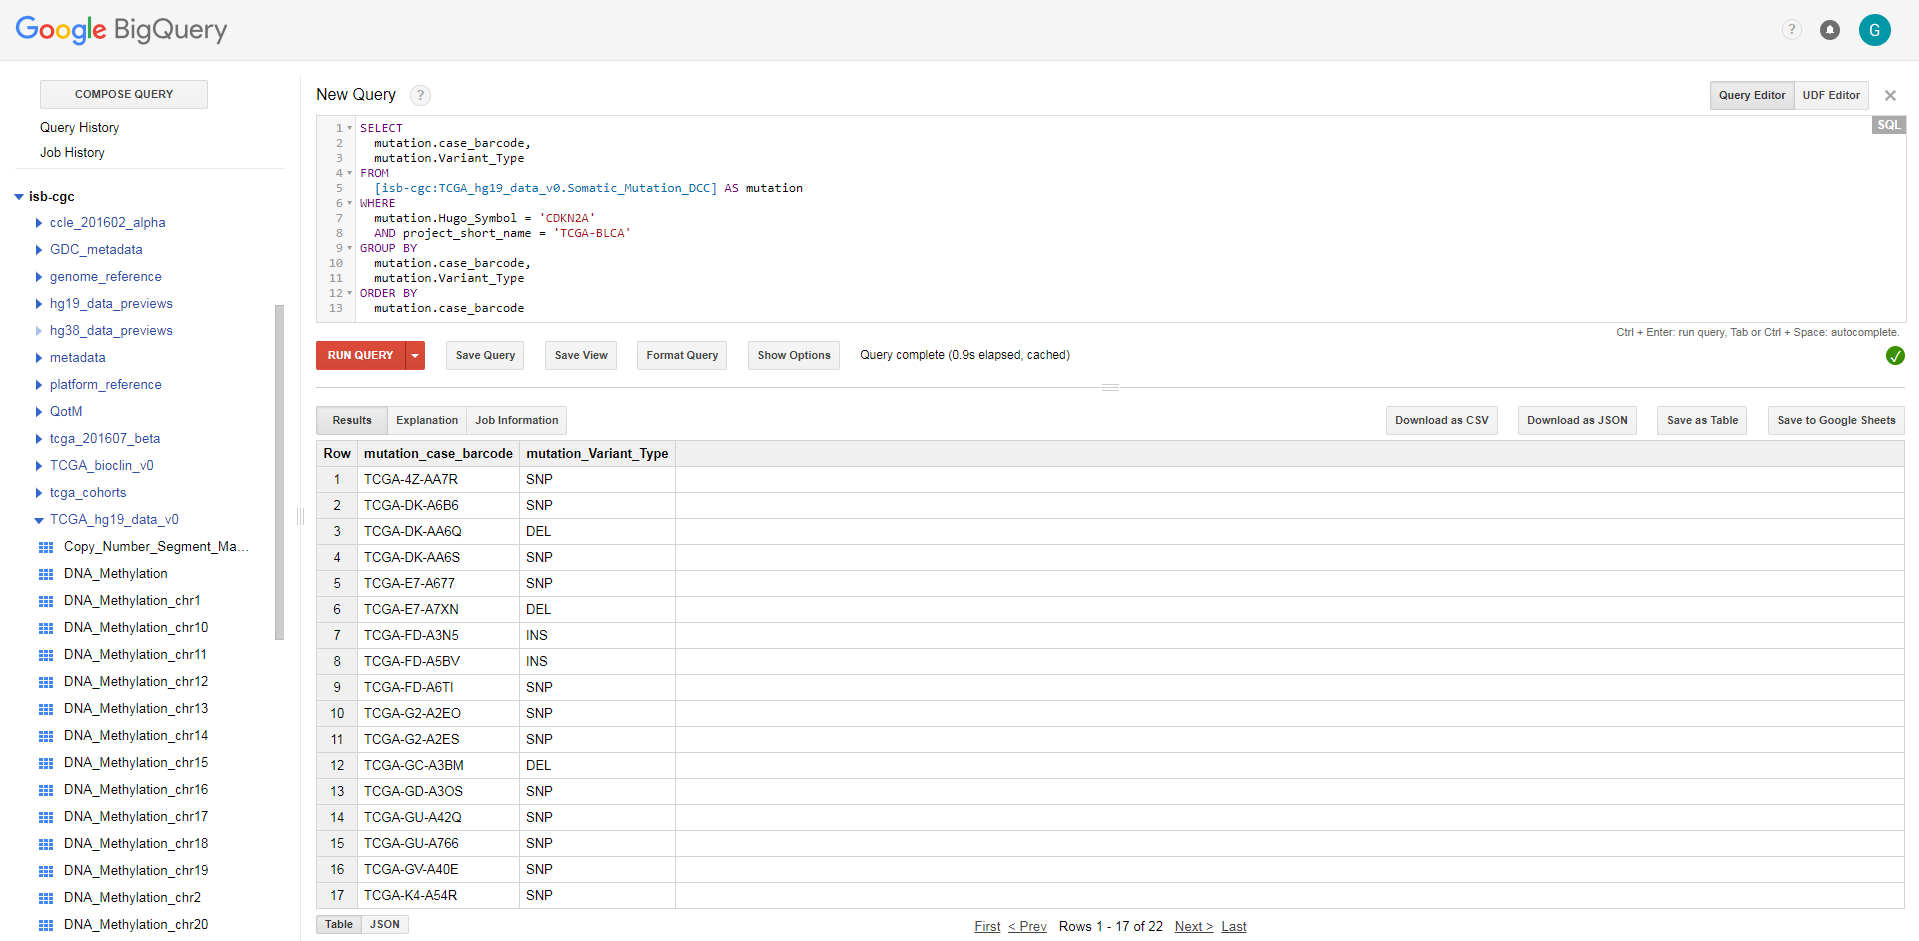 Google BigQuery
?
G
COMPOSE QUERY
Query History
Job History
isb-cgc
ccle_201602_alpha
GDC_metadata
genome_reference
hg19_data_previews
hg38_data_previews
metadata
platform_reference
QotM
tcga_201607_beta
TCGA_bioclin_v0
tcga_cohorts
TCGA_hg19_data_v0
Copy_Number_Segment_Ma...
DNA_Methylation
DNA_Methylation_chr1
DNA_Methylation_chr10
DNA_Methylation_chr11
DNA_Methylation_chr12
DNA_Methylation_chr13
DNA_Methylation_chr14
DNA_Methylation_chr15
DNA_Methylation_chr16
DNA_Methylation_chr17
DNA_Methylation_chr18
DNA_Methylation_chr19
DNA_Methylation_chr2
DNA_Methylation_chr20
New Query ?
Query Editor UDF Editor
SQL
1 SELECT
2 mutation.case_barcode,
3 mutation.Variant_Type
4 FROM
5 [isb-cgc:TCGA_hg19_data_v0.Somatic_Mutation_DCC] AS mutation
6 WHERE
7 mutation.Hugo_Symbol = 'CDKN2A'
8 AND project_short_name = 'TCGA-BLCA'
9 GROUP BY
10 mutation.case_barcode,
11 mutation.Variant_Type
12 ORDER BY
13 mutation.case_barcode
Ctrl + Enter: run query, Tab or Ctrl + Space: autocomplete.
RUN QUERY Save Query Save View Format Query Show Options Query complete (0.9s elapsed, cached)
Results Explanation Job Information Download as CSV Download as JSON Save as Table Save to Google Sheets
Row mutation_case_barcode mutation_Variant_Type
1 TCGA-4Z-AA7R SNP
2 TCGA-DK-A6B6 SNP
3 TCGA-DK-AA6Q DEL
4 TCGA-DK-AA6S SNP
5 TCGA-E7-A677 SNP
6 TCGA-E7-A7XN DEL
7 TCGA-FD-A3N5 INS
8 TCGA-FD-A5BV INS
9 TCGA-FD-A6TI SNP
10 TCGA-G2-A2EO SNP
11 TCGA-G2-A2ES SNP
12 TCGA-GC-A3BM DEL
13 TCGA-GD-A3OS SNP
14 TCGA-GU-A42Q SNP
15 TCGA-GU-A766 SNP
16 TCGA-GV-A40E SNP
17 TCGA-K4-A54R SNP
Table JSON
First < Prev Rows 1 - 17 of 22 Next > Last